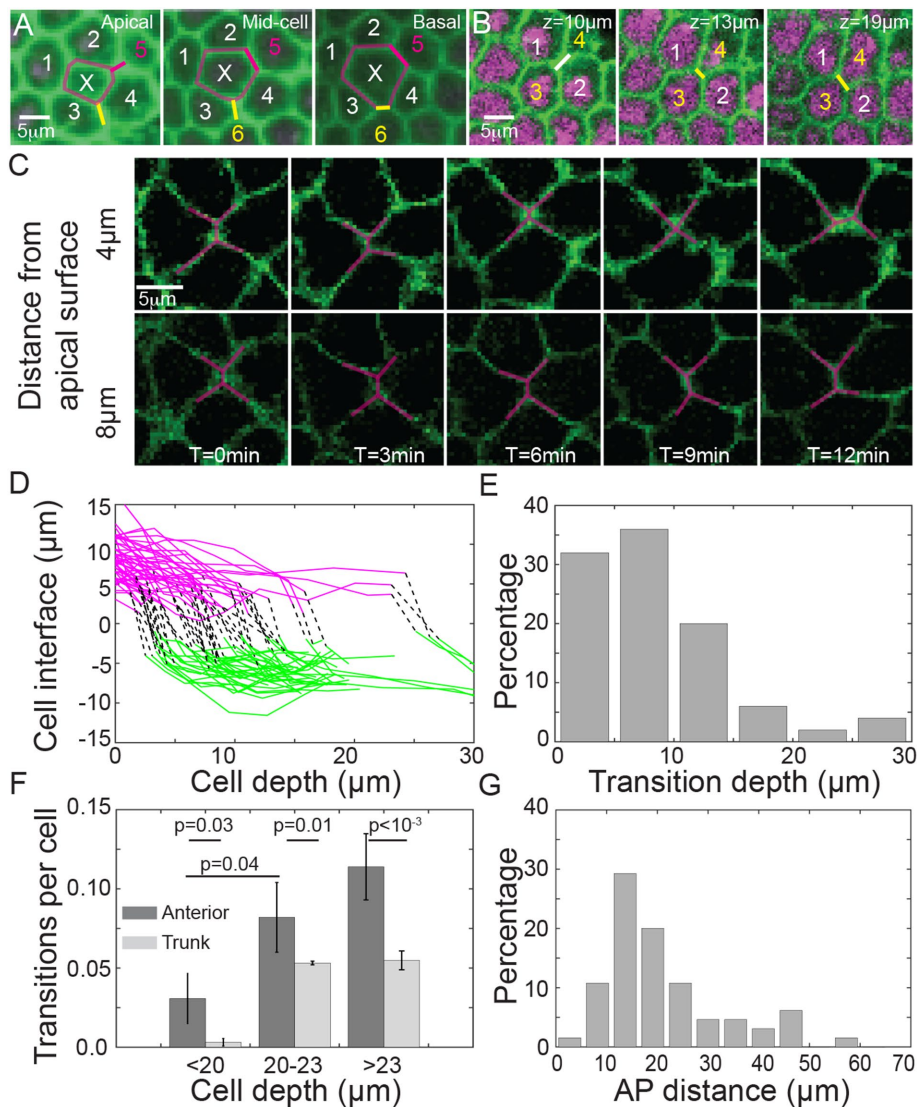 A
Apical
2
5
1
X
3
4
5μm
Mid-cell
2
5
1
X
3
4
6
Basal
2
5
1
X
3
4
6
B
z=10μm
1
4
3
2
5μm
z=13μm
1
4
3
2
z=19μm
1
4
3
2
C
Distance from
apical surface
4μm
8μm
5μm
T=0min
T=3min
T=6min
T=9min
T=12min
D
Cell interface (μm)
15
10
5
0
-5
-10
15
0
10
20
30
Cell depth (μm)
E
Percentage
40
30
20
10
0
0
10
20
30
Transition depth (μm)
F
Transitions per cell
0.15
0.10
0.05
0.0
p=0.03
p=0.01
p<10-3
p=0.04
Anterior
Trunk
<20
20-23
>23
Cell depth (μm)
G
Percentage
40
30
20
10
0
0
10
20
30
40
50
60
70
AP distance (μm)